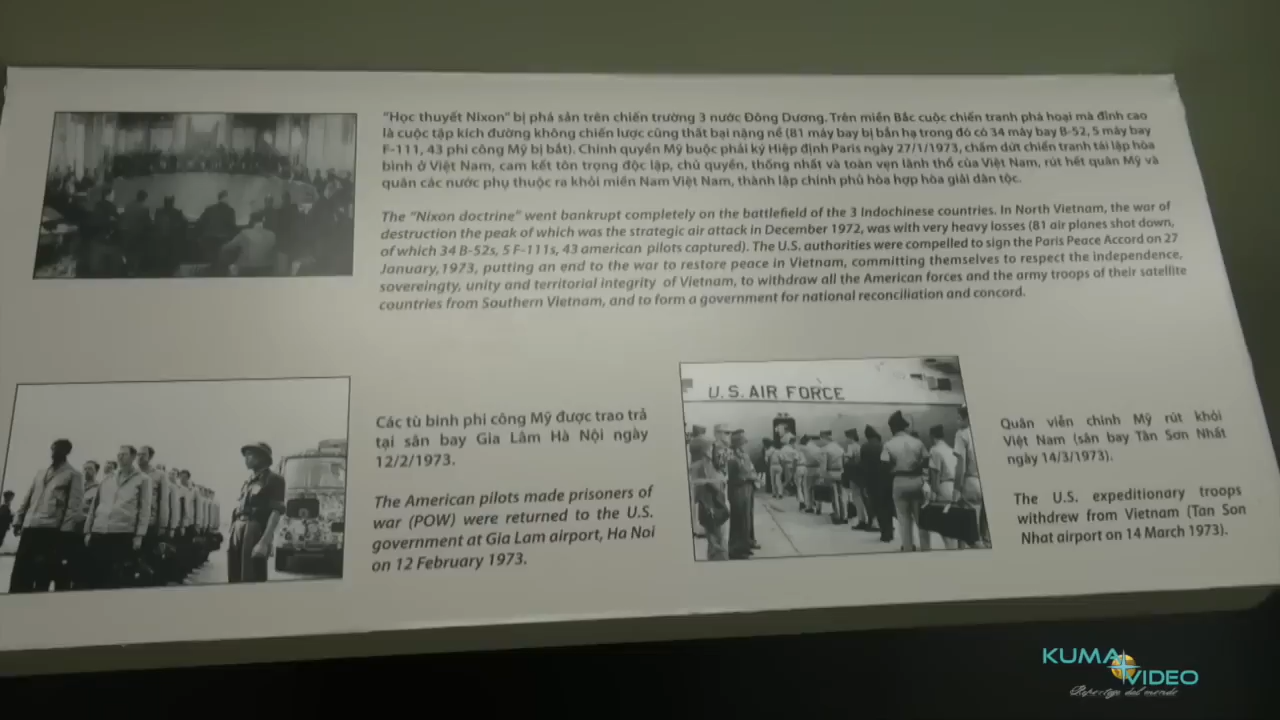 "Học thuyết Nixon" bị phá sản trên chiến trường 3 nước Đông Dương. Trên miền Bắc cuộc chiến tranh phá hoại mà đỉnh cao
là cuộc tập kích đường không chiến lược cũng thất bại nặng nề (81 máy bay bị bắn hạ trong đó có 34 máy bay B-52, 5 máy bay
F-111, 43 phi công Mỹ bị bắt). Chính quyền Mỹ buộc phải ký Hiệp định Paris ngày 27/1/1973, chấm dứt chiến tranh tái lập hòa
bình ở Việt Nam, cam kết tôn trọng độc lập, chủ quyền, thống nhất và toàn vẹn lãnh thổ của Việt Nam, rút hết quân Mỹ và
quân các nước phụ thuộc ra khỏi miền Nam Việt Nam, thành lập chính phủ hòa hợp hòa giải dân tộc.
The "Nixon doctrine" went bankrupt completely on the battlefield of the 3 Indochinese countries. In North Vietnam, the war of
destruction the peak of which was the strategic air attack in December 1972, was with very heavy losses (81 air planes shot down,
of which 34 B-52s, 5 F-111s, 43 american pilots captured). The U.S. authorities were compelled to sign the Paris Peace Accord on 27
January, 1973, putting an end to the war to restore peace in Vietnam, committing themselves to respect the independence,
sovereingty, unity and territorial integrity of Vietnam, to withdraw all the American forces and the army troops of their satellite
countries from Southern Vietnam, and to form a government for national reconciliation and concord.
Các tù binh phi công Mỹ được trao trả
tại sân bay Gia Lâm Hà Nội ngày
12/2/1973.
The American pilots made prisoners of
war (POW) were returned to the U.S.
government at Gia Lam airport, Ha Noi
on 12 February 1973.
U.S. AIR FORCE
Quân viễn chinh Mỹ rút khỏi
Việt Nam (sân bay Tân Sơn Nhất
ngày 14/3/1973).
The U.S. expeditionary troops
withdrew from Vietnam (Tan Son
Nhat airport on 14 March 1973).
KUMA VIDEO
Reportage dal mondo